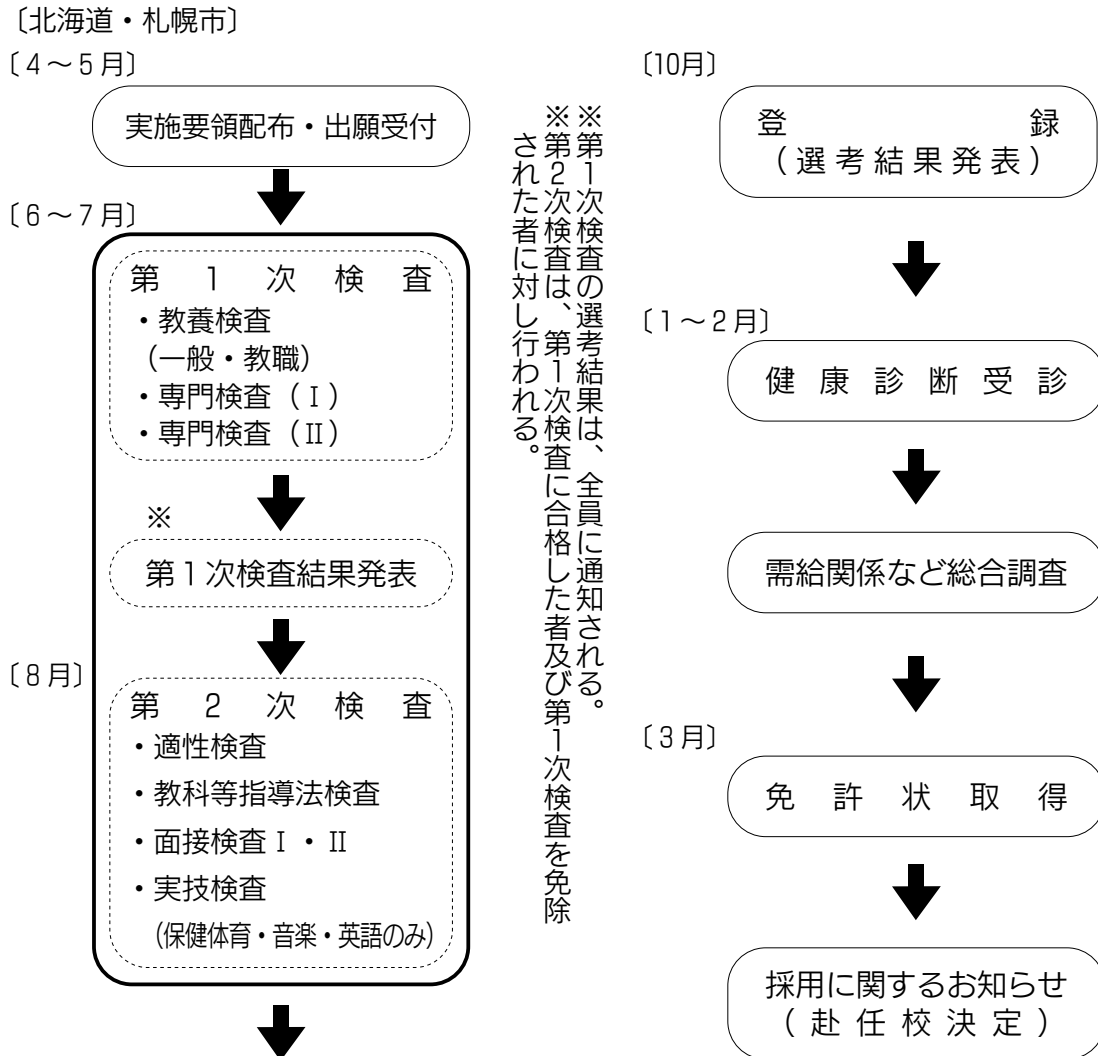 〔北海道・札幌市〕
〔4～5月〕
実施要領配布・出願受付
〔6～7月〕
第1次検査
・教養検査
（一般・教職）
・専門検査（Ⅰ）
・専門検査（Ⅱ）
※
第1次検査結果発表
〔8月〕
第2次検査
・適性検査
・教科等指導法検査
・面接検査Ⅰ・Ⅱ
・実技検査
（保健体育・音楽・英語のみ）
※第1次検査の選考結果は、全員に通知される。
※第2次検査は、第1次検査に合格した者及び第1次検査を免除
された者に対し行われる。
〔10月〕
登録
（選考結果発表）
〔1～2月〕
健康診断受診
需給関係など総合調査
〔3月〕
免許状取得
採用に関するお知らせ
（赴任校決定）